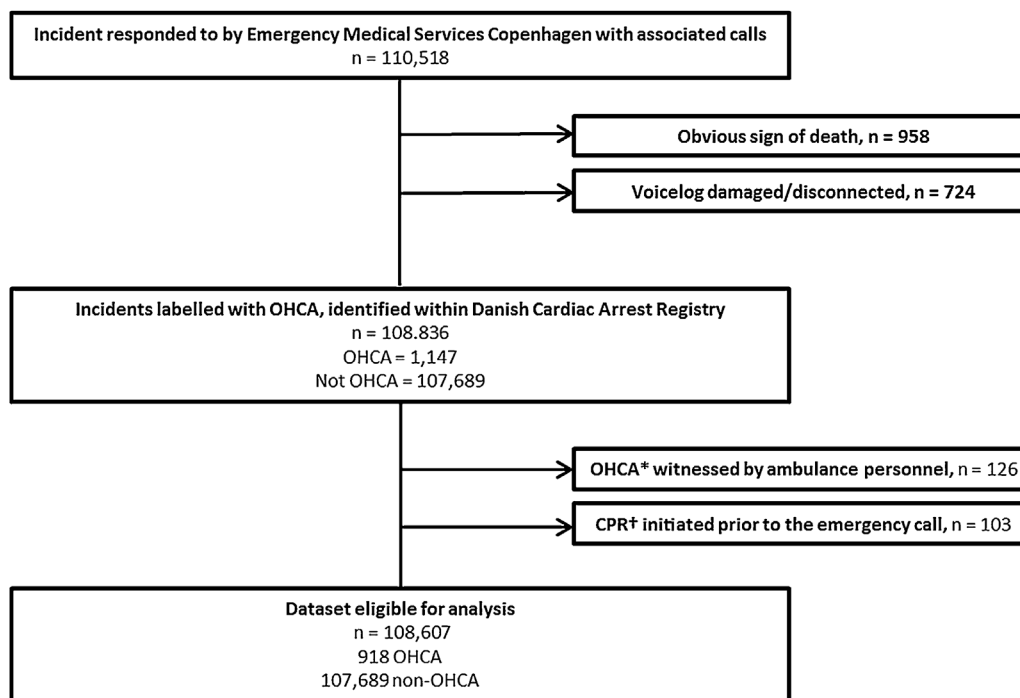 Incident responded to by Emergency Medical Services Copenhagen with associated calls
n = 110,518
Obvious sign of death, n = 958
Voicelog damaged/disconnected, n = 724
Incidents labelled with OHCA, identified within Danish Cardiac Arrest Registry
n = 108.836
OHCA = 1,147
Not OHCA = 107,689
OHCA* witnessed by ambulance personnel, n = 126
CPR† initiated prior to the emergency call, n = 103
Dataset eligible for analysis
n = 108,607
918 OHCA
107,689 non-OHCA